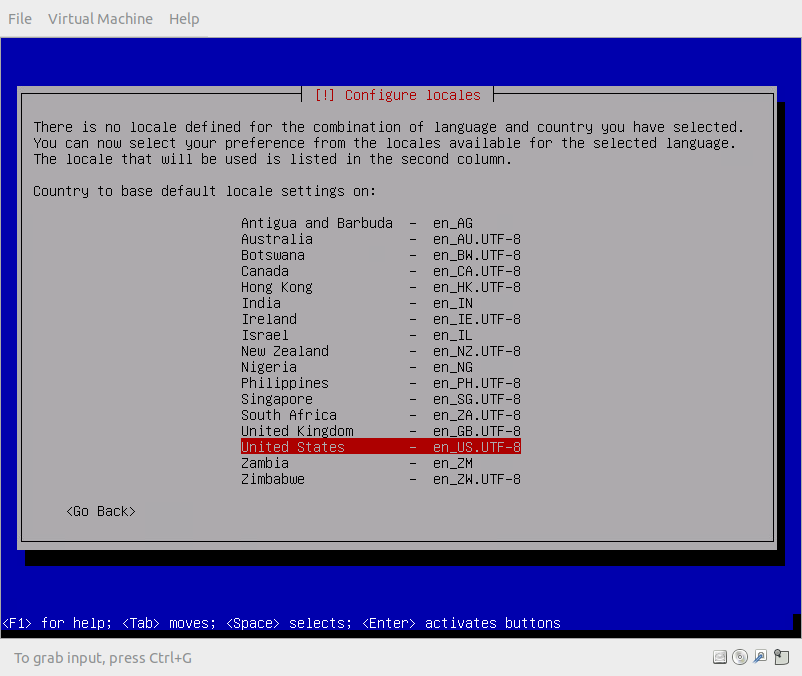 File Virtual Machine Help
[!] Configure locales
There is no locale defined for the combination of language and country you have selected.
You can now select your preference from the locales available for the selected language.
The locale that will be used is listed in the second column.
Country to base default locale settings on:
Antigua and Barbuda - en_AG
Australia - en_AU.UTF-8
Botswana - en_BW.UTF-8
Canada - en_CA.UTF-8
Hong Kong - en_HK.UTF-8
India - en_IN
Ireland - en_IE.UTF-8
Israel - en_IL
New Zealand - en_NZ.UTF-8
Nigeria - en_NG
Philippines - en_PH.UTF-8
Singapore - en_SG.UTF-8
South Africa - en_ZA.UTF-8
United Kingdom - en_GB.UTF-8
United States - en_US.UTF-8
Zambia - en_ZM
Zimbabwe - en_ZW.UTF-8
<Go Back>
<F1> for help; <Tab> moves; <Space> selects; <Enter> activates buttons
To grab input, press Ctrl+G